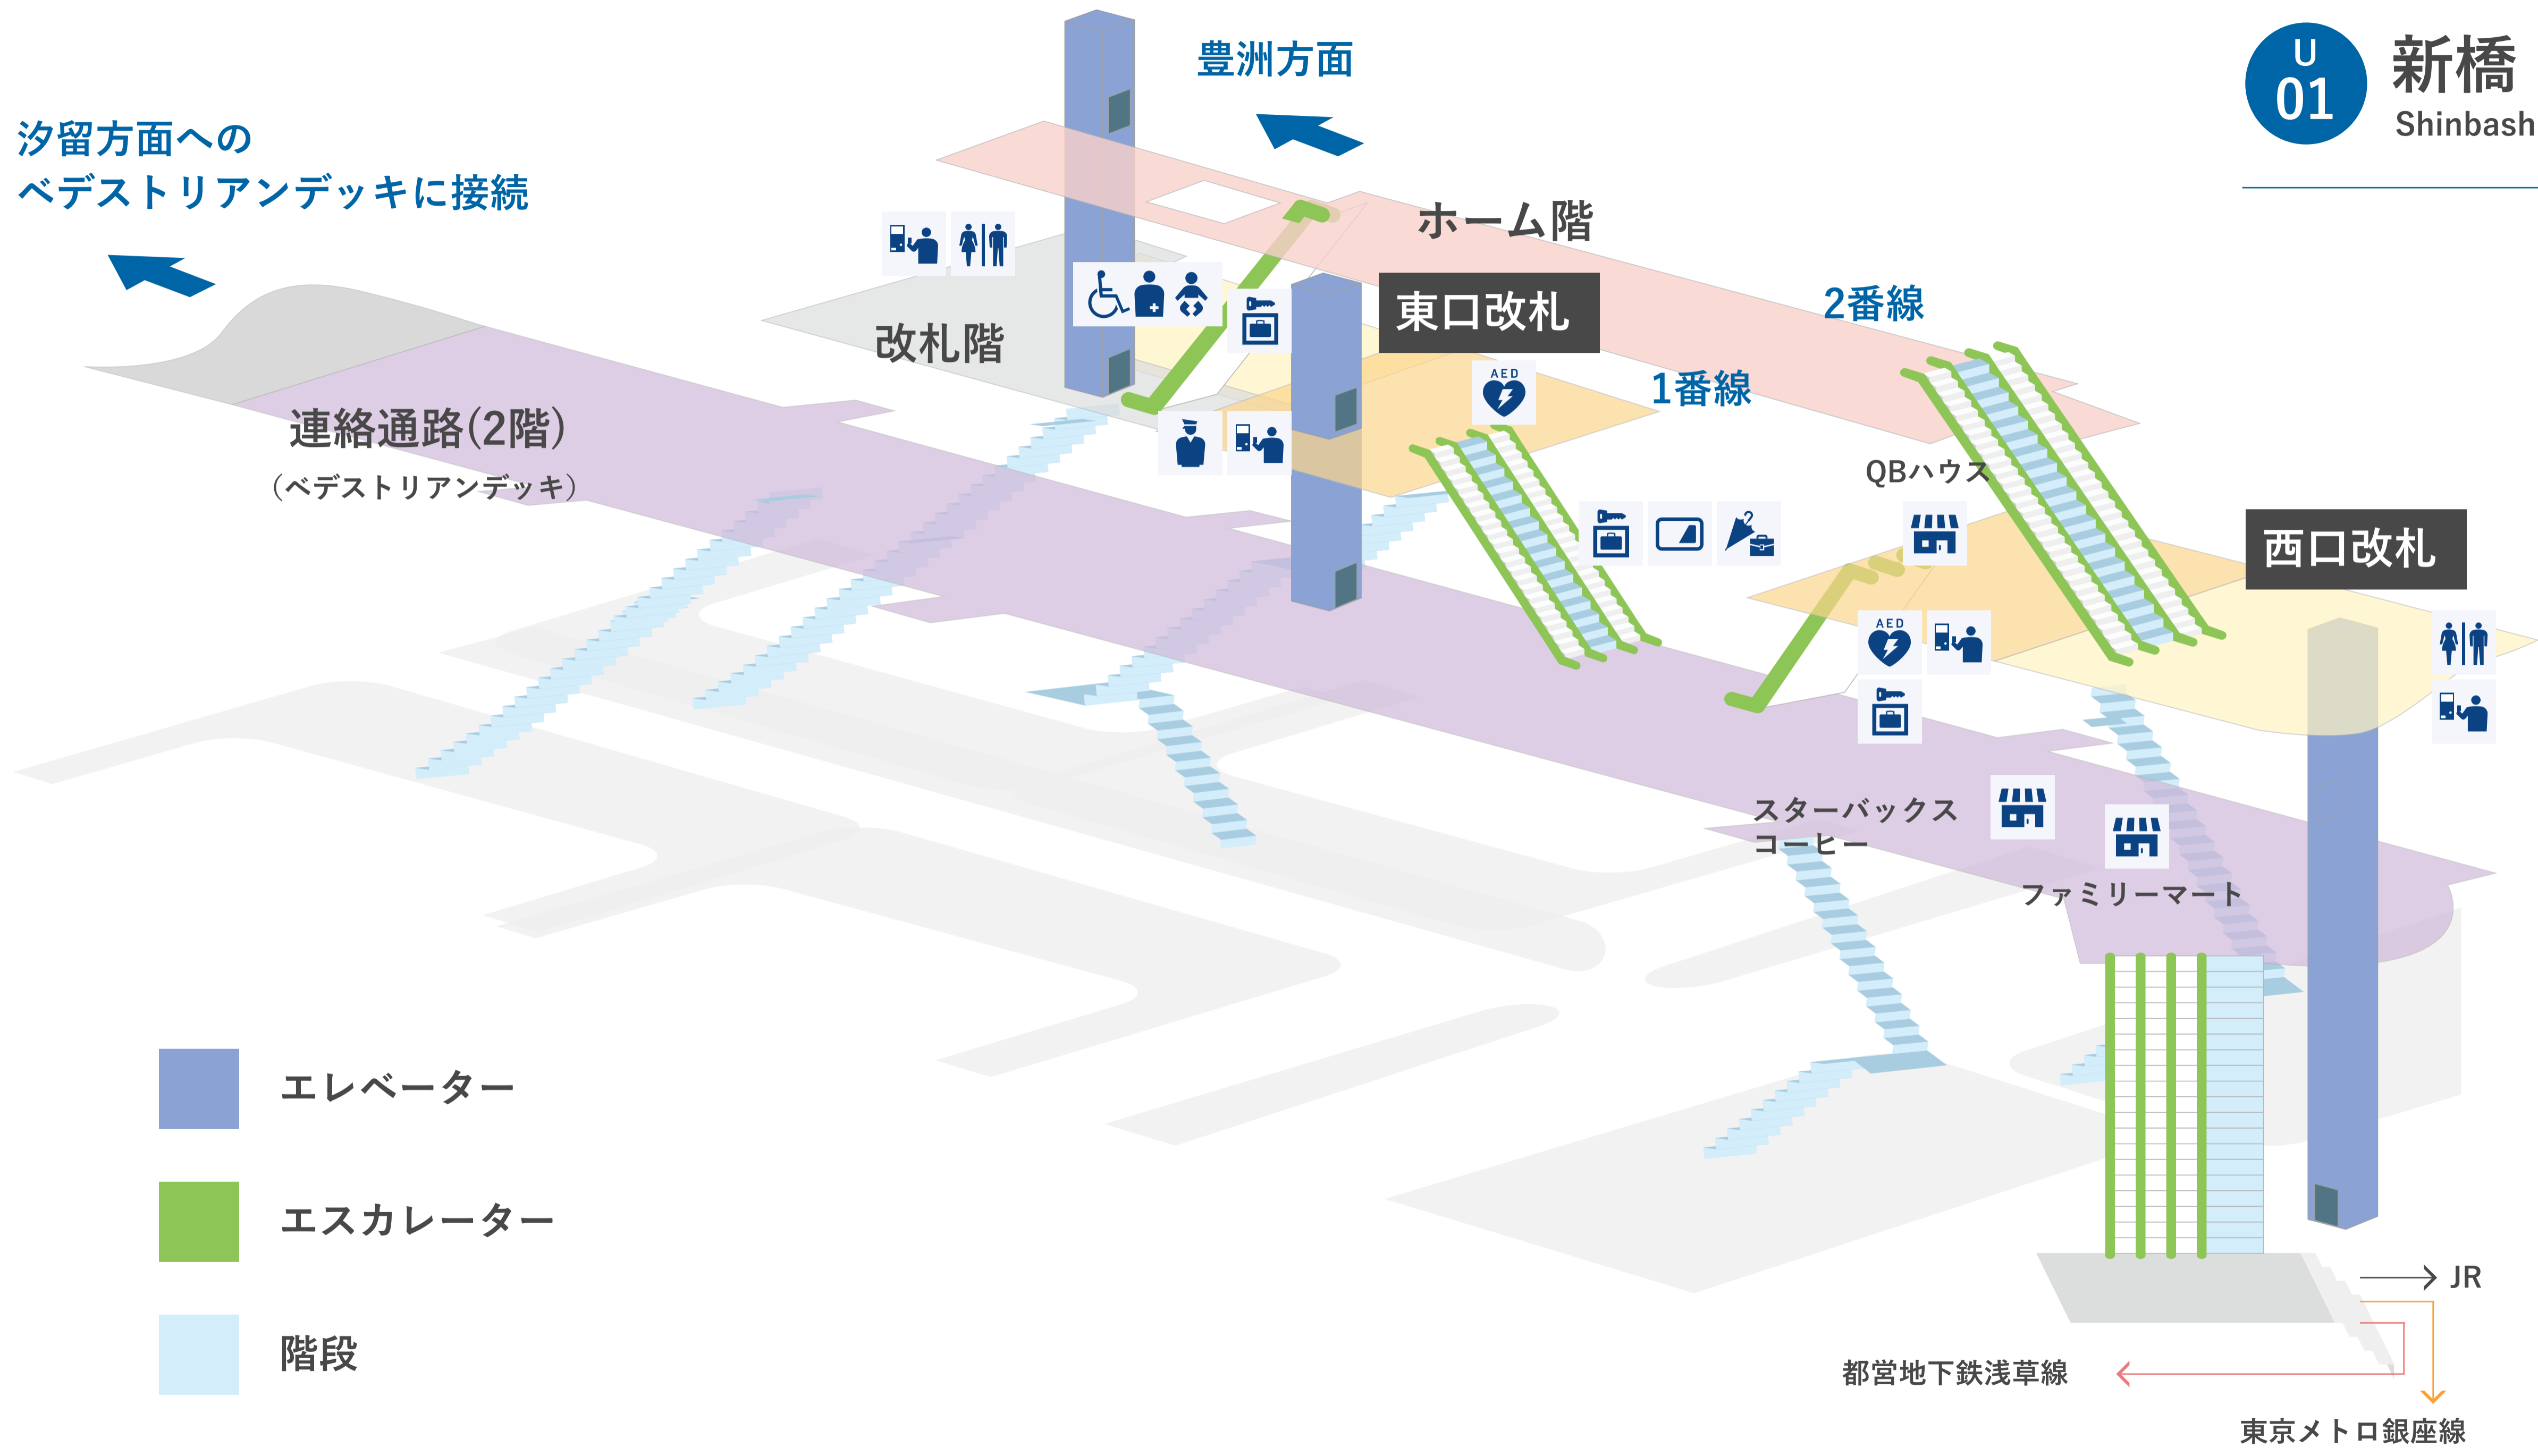 U
01
新橋
Shinbash
豊洲方面
汐留方面への
ペデストリアンデッキに接続
ホーム階
東口改札
2番線
改札階
1番線
AED
連絡通路(2階)
（ペデストリアンデッキ）
QBハウス
西口改札
AED
スターバックス
コーヒー
ファミリーマート
エレベーター
エスカレーター
階段
JR
都営地下鉄浅草線
東京メトロ銀座線